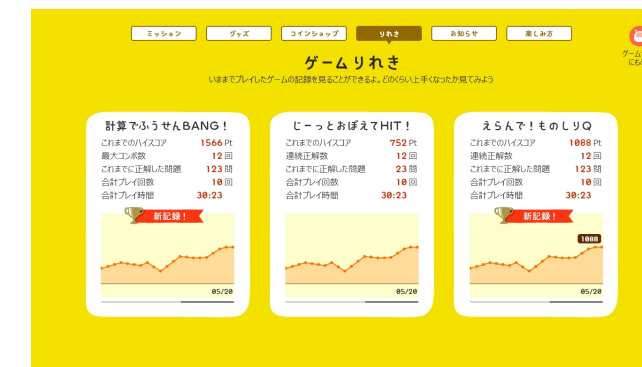 ミッション
グッズ
コインショップ
りれき
お知らせ
楽しみ方
ゲームりれき
いままでプレイしたゲームの記録を見ることができるよ。どのくらい上手くなったか見てみよう
計算でふうせんBANG!
これまでのハイスコア 1566 Pt
最大コンボ数 12 回
これまでに正解した問題 123 問
合計プレイ回数 10 回
合計プレイ時間 30:23
新記録!
05/20
じーっとおぼえてHIT!
これまでのハイスコア 752 Pt
連続正解数 12 回
これまでに正解した問題 23 問
合計プレイ回数 10 回
合計プレイ時間 30:23
05/20
えらんで!ものしりQ
これまでのハイスコア 1088 Pt
連続正解数 12 回
これまでに正解した問題 123 問
合計プレイ回数 10 回
合計プレイ時間 30:23
新記録!
1088
05/20